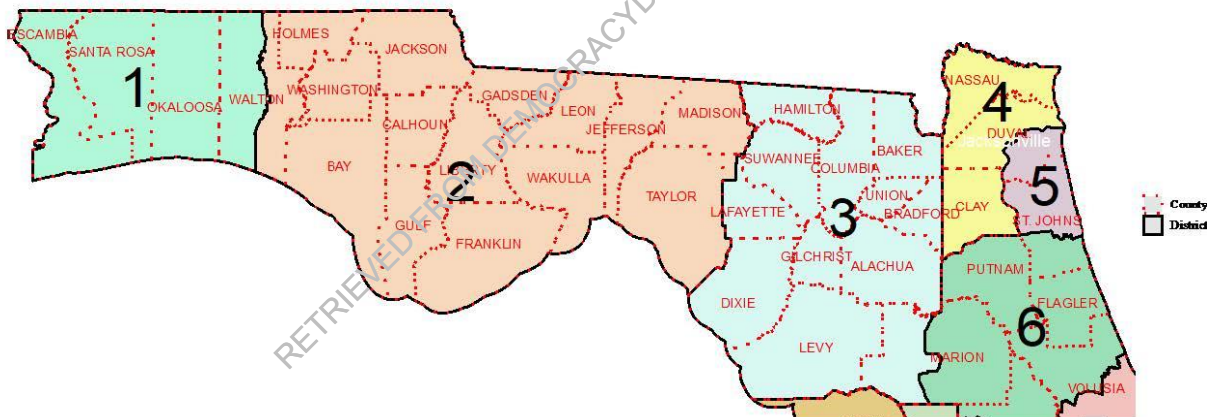 ESCAMBIA
SANTA ROSA
1
OKALOOSA
WALTON
HOLMES
JACKSON
WASHINGTON
CALHOUN
BAY
GULF
GADSDEN
LEON
LIBERTY
2
WAKULLA
FRANKLIN
JEFFERSON
MADISON
TAYLOR
HAMILTON
SUWANNEE
COLUMBIA
BAKER
UNION
BRADFORD
LAFAYETTE
3
GILCHRIST
ALACHUA
DIXIE
LEVY
NASSAU
4
DUVAL
Jacksonville
CLAY
5
ST. JOHNS
PUTNAM
FLAGLER
6
MARION
VOLUSIA
County
District
RETRIEVED FROM DEMOCRACYD